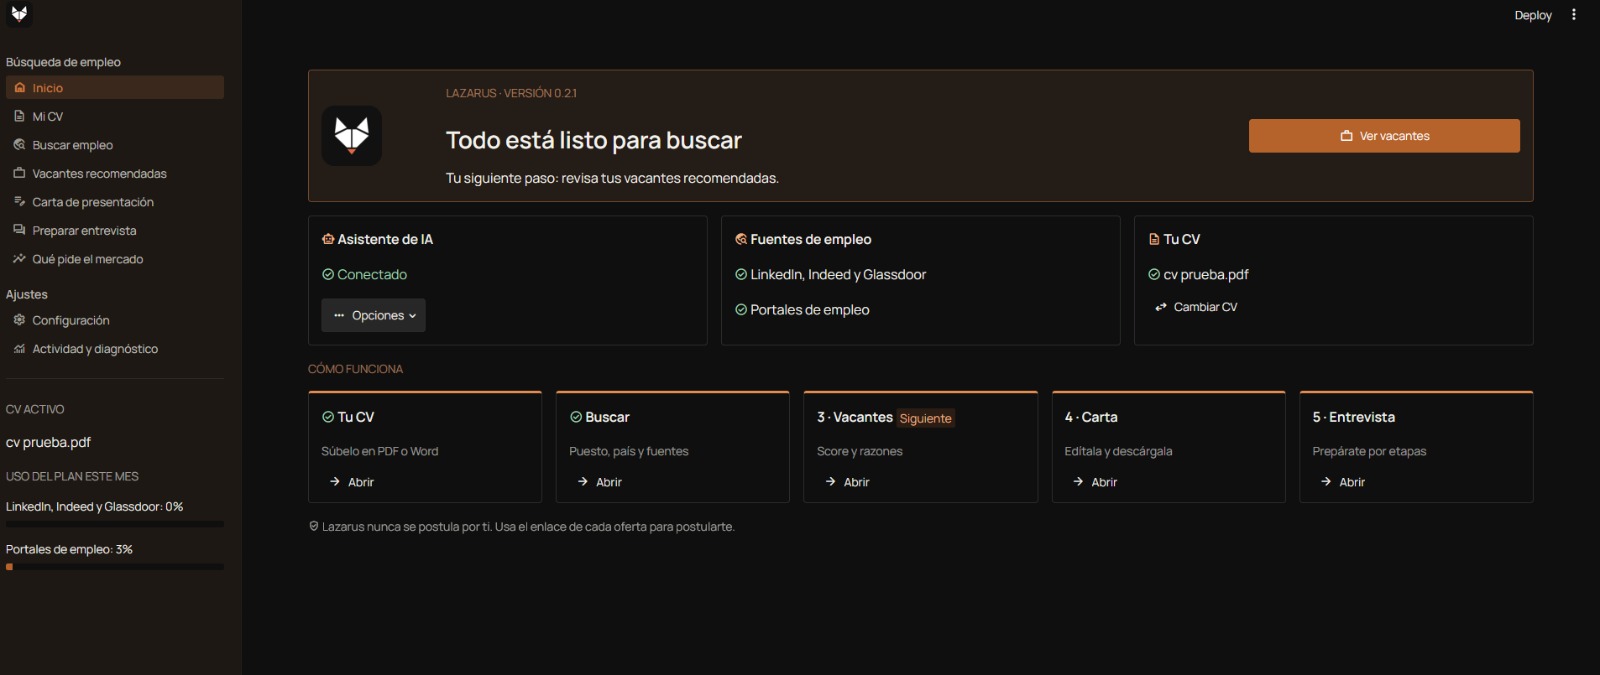 Deploy
Búsqueda de empleo
Inicio
Mi CV
Buscar empleo
Vacantes recomendadas
Carta de presentación
Preparar entrevista
Qué pide el mercado
Ajustes
Configuración
Actividad y diagnóstico
CV ACTIVO
cv prueba.pdf
USO DEL PLAN ESTE MES
LinkedIn, Indeed y Glassdoor: 0%
Portales de empleo: 3%
LAZARUS · VERSIÓN 0.2.1
Todo está listo para buscar
Tu siguiente paso: revisa tus vacantes recomendadas.
Ver vacantes
Asistente de IA
Conectado
Opciones
Fuentes de empleo
LinkedIn, Indeed y Glassdoor
Portales de empleo
Tu CV
cv prueba.pdf
Cambiar CV
CÓMO FUNCIONA
Tu CV
Súbelo en PDF o Word
Abrir
Buscar
Puesto, país y fuentes
Abrir
3 · Vacantes Siguiente
Score y razones
Abrir
4 · Carta
Edítala y descárgala
Abrir
5 · Entrevista
Prepárate por etapas
Abrir
Lazarus nunca se postula por ti. Usa el enlace de cada oferta para postularte.